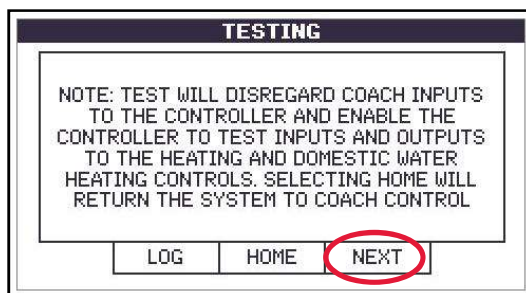 TESTING
NOTE: TEST WILL DISREGARD COACH INPUTS
TO THE CONTROLLER AND ENABLE THE
CONTROLLER TO TEST INPUTS AND OUTPUTS
TO THE HEATING AND DOMESTIC WATER
HEATING CONTROLS. SELECTING HOME WILL
RETURN THE SYSTEM TO COACH CONTROL
LOG HOME NEXT